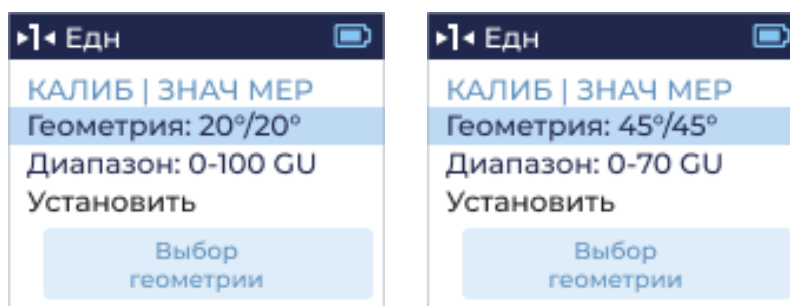 Едн
КАЛИБ | ЗНАЧ МЕР
Геометрия: 20°/20°
Диапазон: 0-100 GU
Установить
Выбор
геометрии
Едн
КАЛИБ | ЗНАЧ МЕР
Геометрия: 45°/45°
Диапазон: 0-70 GU
Установить
Выбор
геометрии